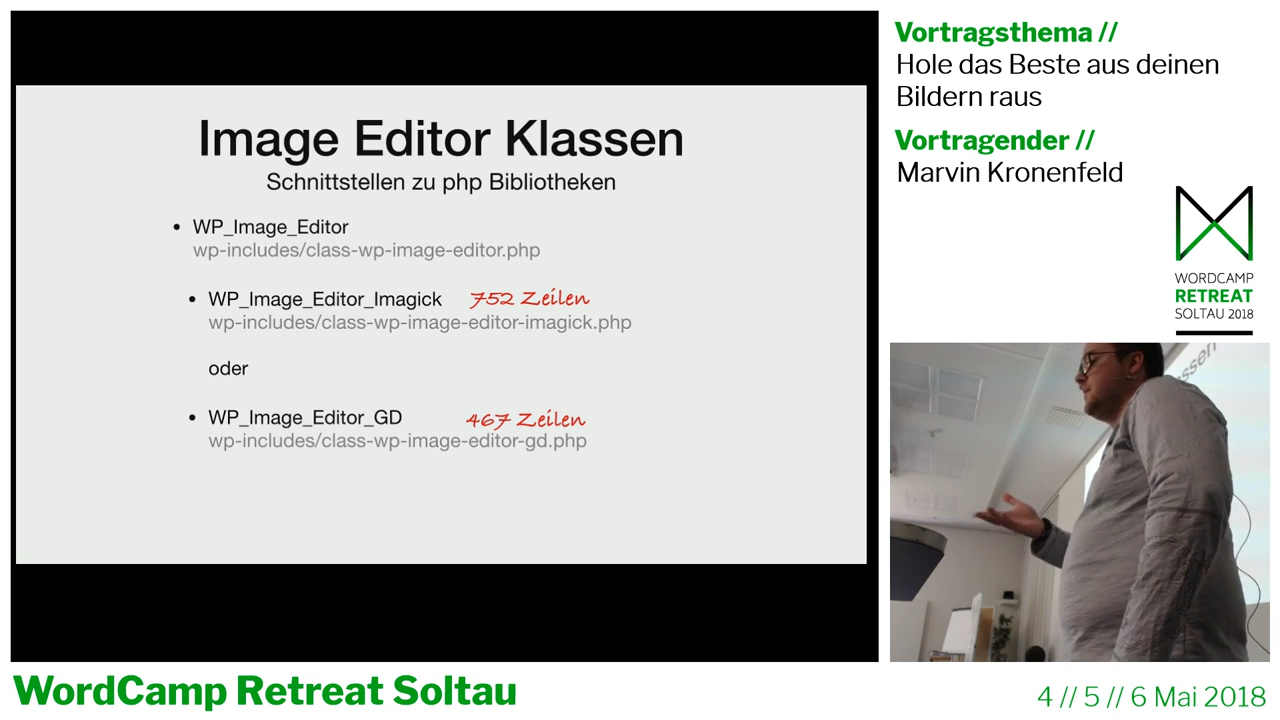 Image Editor Klassen
Schnittstellen zu php Bibliotheken
• WP_Image_Editor
wp-includes/class-wp-image-editor.php
• WP_Image_Editor_Imagick 752 Zeilen
wp-includes/class-wp-image-editor-imagick.php
oder
• WP_Image_Editor_GD 467 Zeilen
wp-includes/class-wp-image-editor-gd.php
Vortragsthema //
Hole das Beste aus deinen
Bildern raus
Vortragender //
Marvin Kronenfeld
WORDCAMP
RETREAT
SOLTAU 2018
ssen
WordCamp Retreat Soltau
4 // 5 // 6 Mai 2018